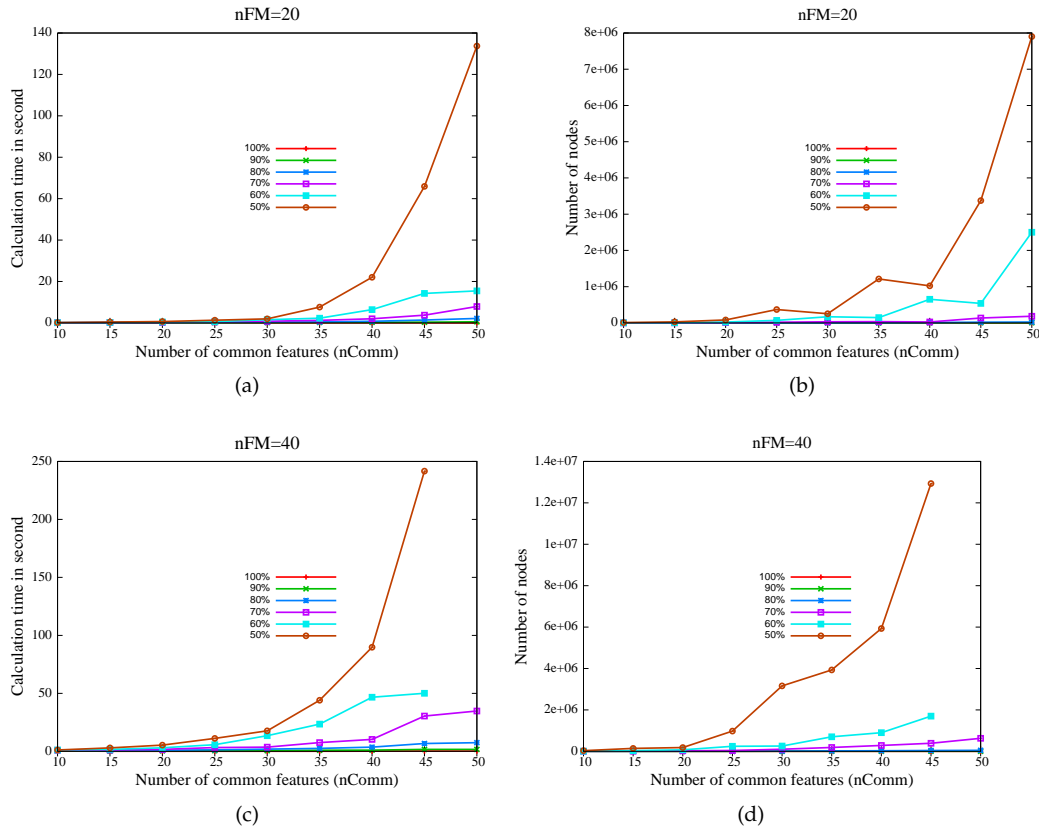 nFM=20
140
120
100
80
60
40
20
0
Calculation time in second
100%
90%
80%
70%
60%
50%
10 15 20 25 30 35 40 45 50
Number of common features (nComm)
(a)
nFM=20
8e+06
7e+06
6e+06
5e+06
4e+06
3e+06
2e+06
1e+06
0
Number of nodes
100%
90%
80%
70%
60%
50%
10 15 20 25 30 35 40 45 50
Number of common features (nComm)
(b)
nFM=40
250
200
150
100
50
0
Calculation time in second
100%
90%
80%
70%
60%
50%
10 15 20 25 30 35 40 45 50
Number of common features (nComm)
(c)
nFM=40
1.4e+07
1.2e+07
1e+07
8e+06
6e+06
4e+06
2e+06
0
Number of nodes
100%
90%
80%
70%
60%
50%
10 15 20 25 30 35 40 45 50
Number of common features (nComm)
(d)